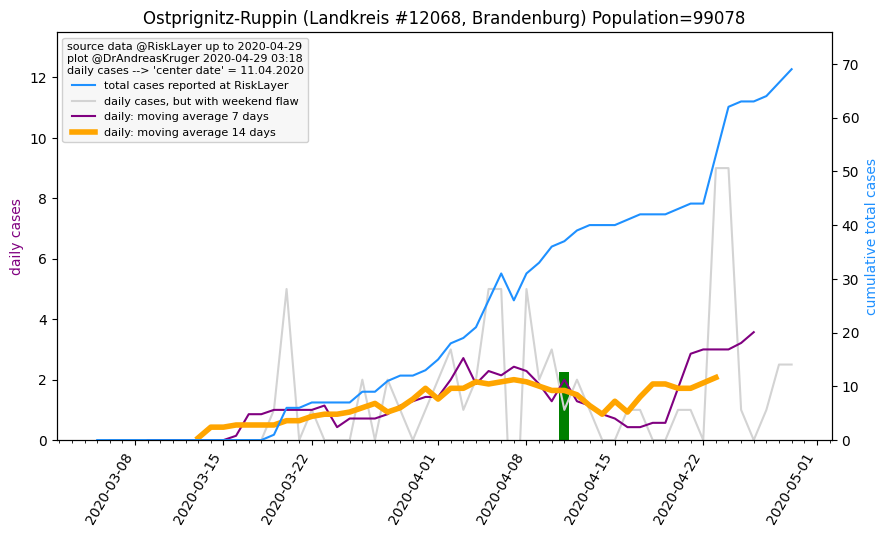 Ostprignitz-Ruppin (Landkreis #12068, Brandenburg) Population=99078
source data @RiskLayer up to 2020-04-29
plot @DrAndreasKruger 2020-04-29 03:18
daily cases --> 'center date' = 11.04.2020
total cases reported at RiskLayer
daily cases, but with weekend flaw
daily: moving average 7 days
daily: moving average 14 days
daily cases
12
10
8
6
4
2
0
cumulative total cases
70
60
50
40
30
20
10
0
2020-03-08
2020-03-15
2020-03-22
2020-04-01
2020-04-08
2020-04-15
2020-04-22
2020-05-01